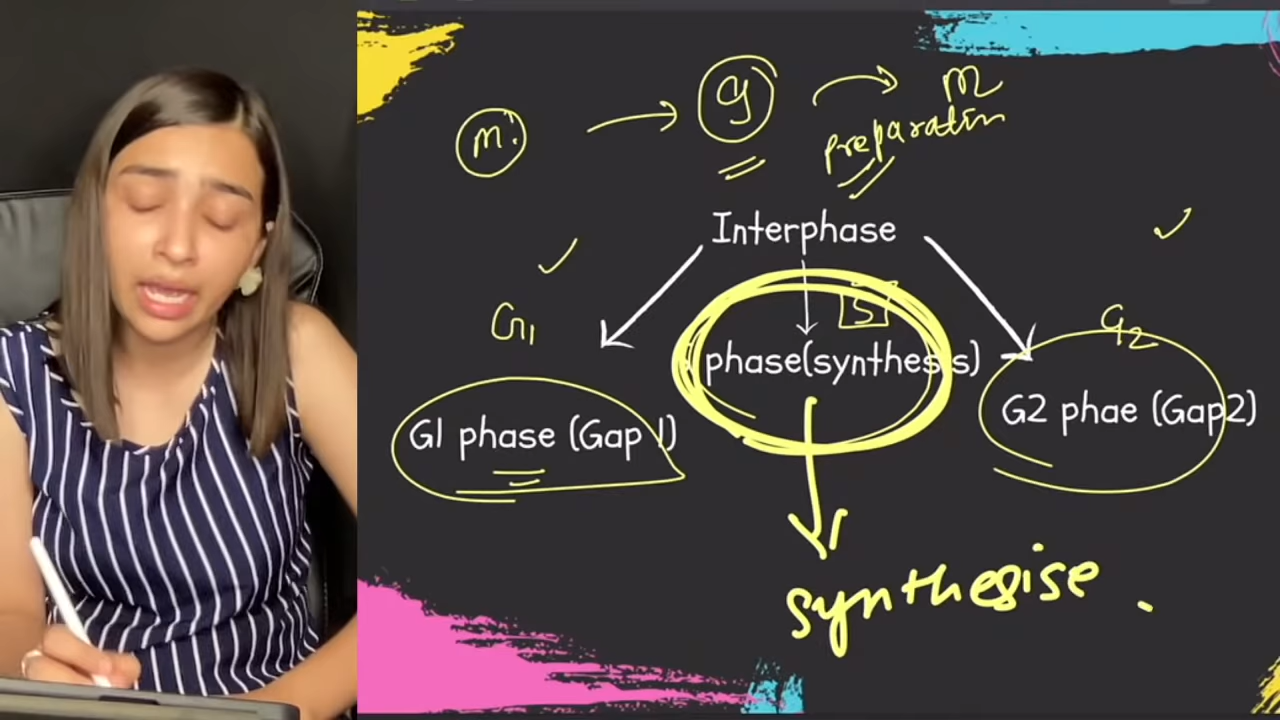 m
g
m
preparation
Interphase
G1
S
G2
phase(synthesis)
G1 phase (Gap 1)
G2 phae (Gap2)
synthesise.